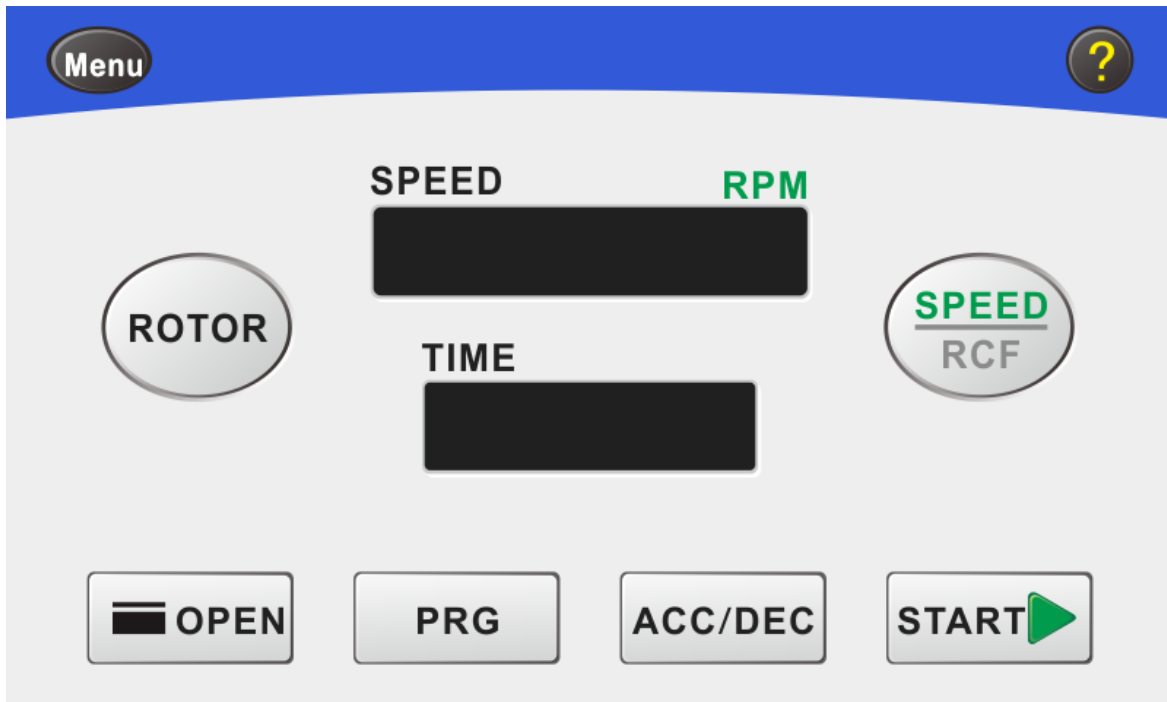 Menu
?
SPEED RPM
ROTOR
SPEED
RCF
TIME
OPEN
PRG
ACC/DEC
START